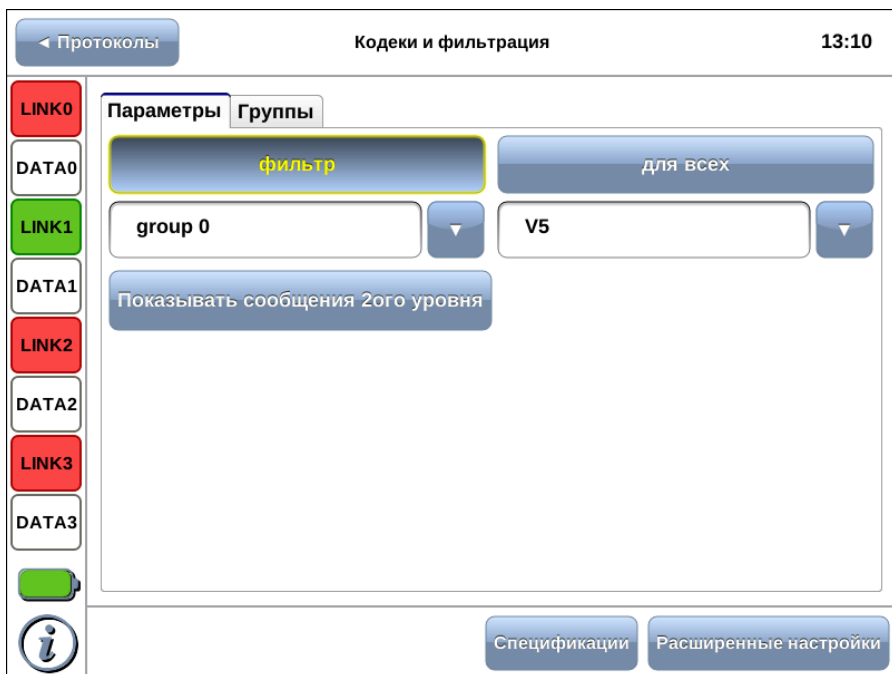 ◄ Протоколы
Кодеки и фильтрация
13:10
LINK0
DATA0
LINK1
DATA1
LINK2
DATA2
LINK3
DATA3
Параметры
Группы
фильтр
для всех
group 0
V5
Показывать сообщения 2ого уровня
i
Спецификации
Расширенные настройки